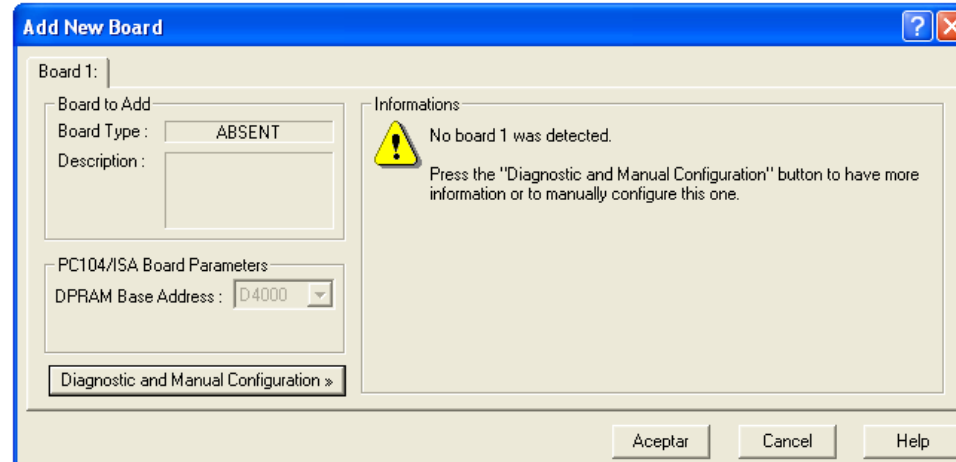 Add New Board
Board 1:
Board to Add
Board Type : ABSENT
Description :
PC104/ISA Board Parameters
DPRAM Base Address : D4000
Diagnostic and Manual Configuration »
Informations
No board 1 was detected.
Press the "Diagnostic and Manual Configuration" button to have more
information or to manually configure this one.
Aceptar Cancel Help